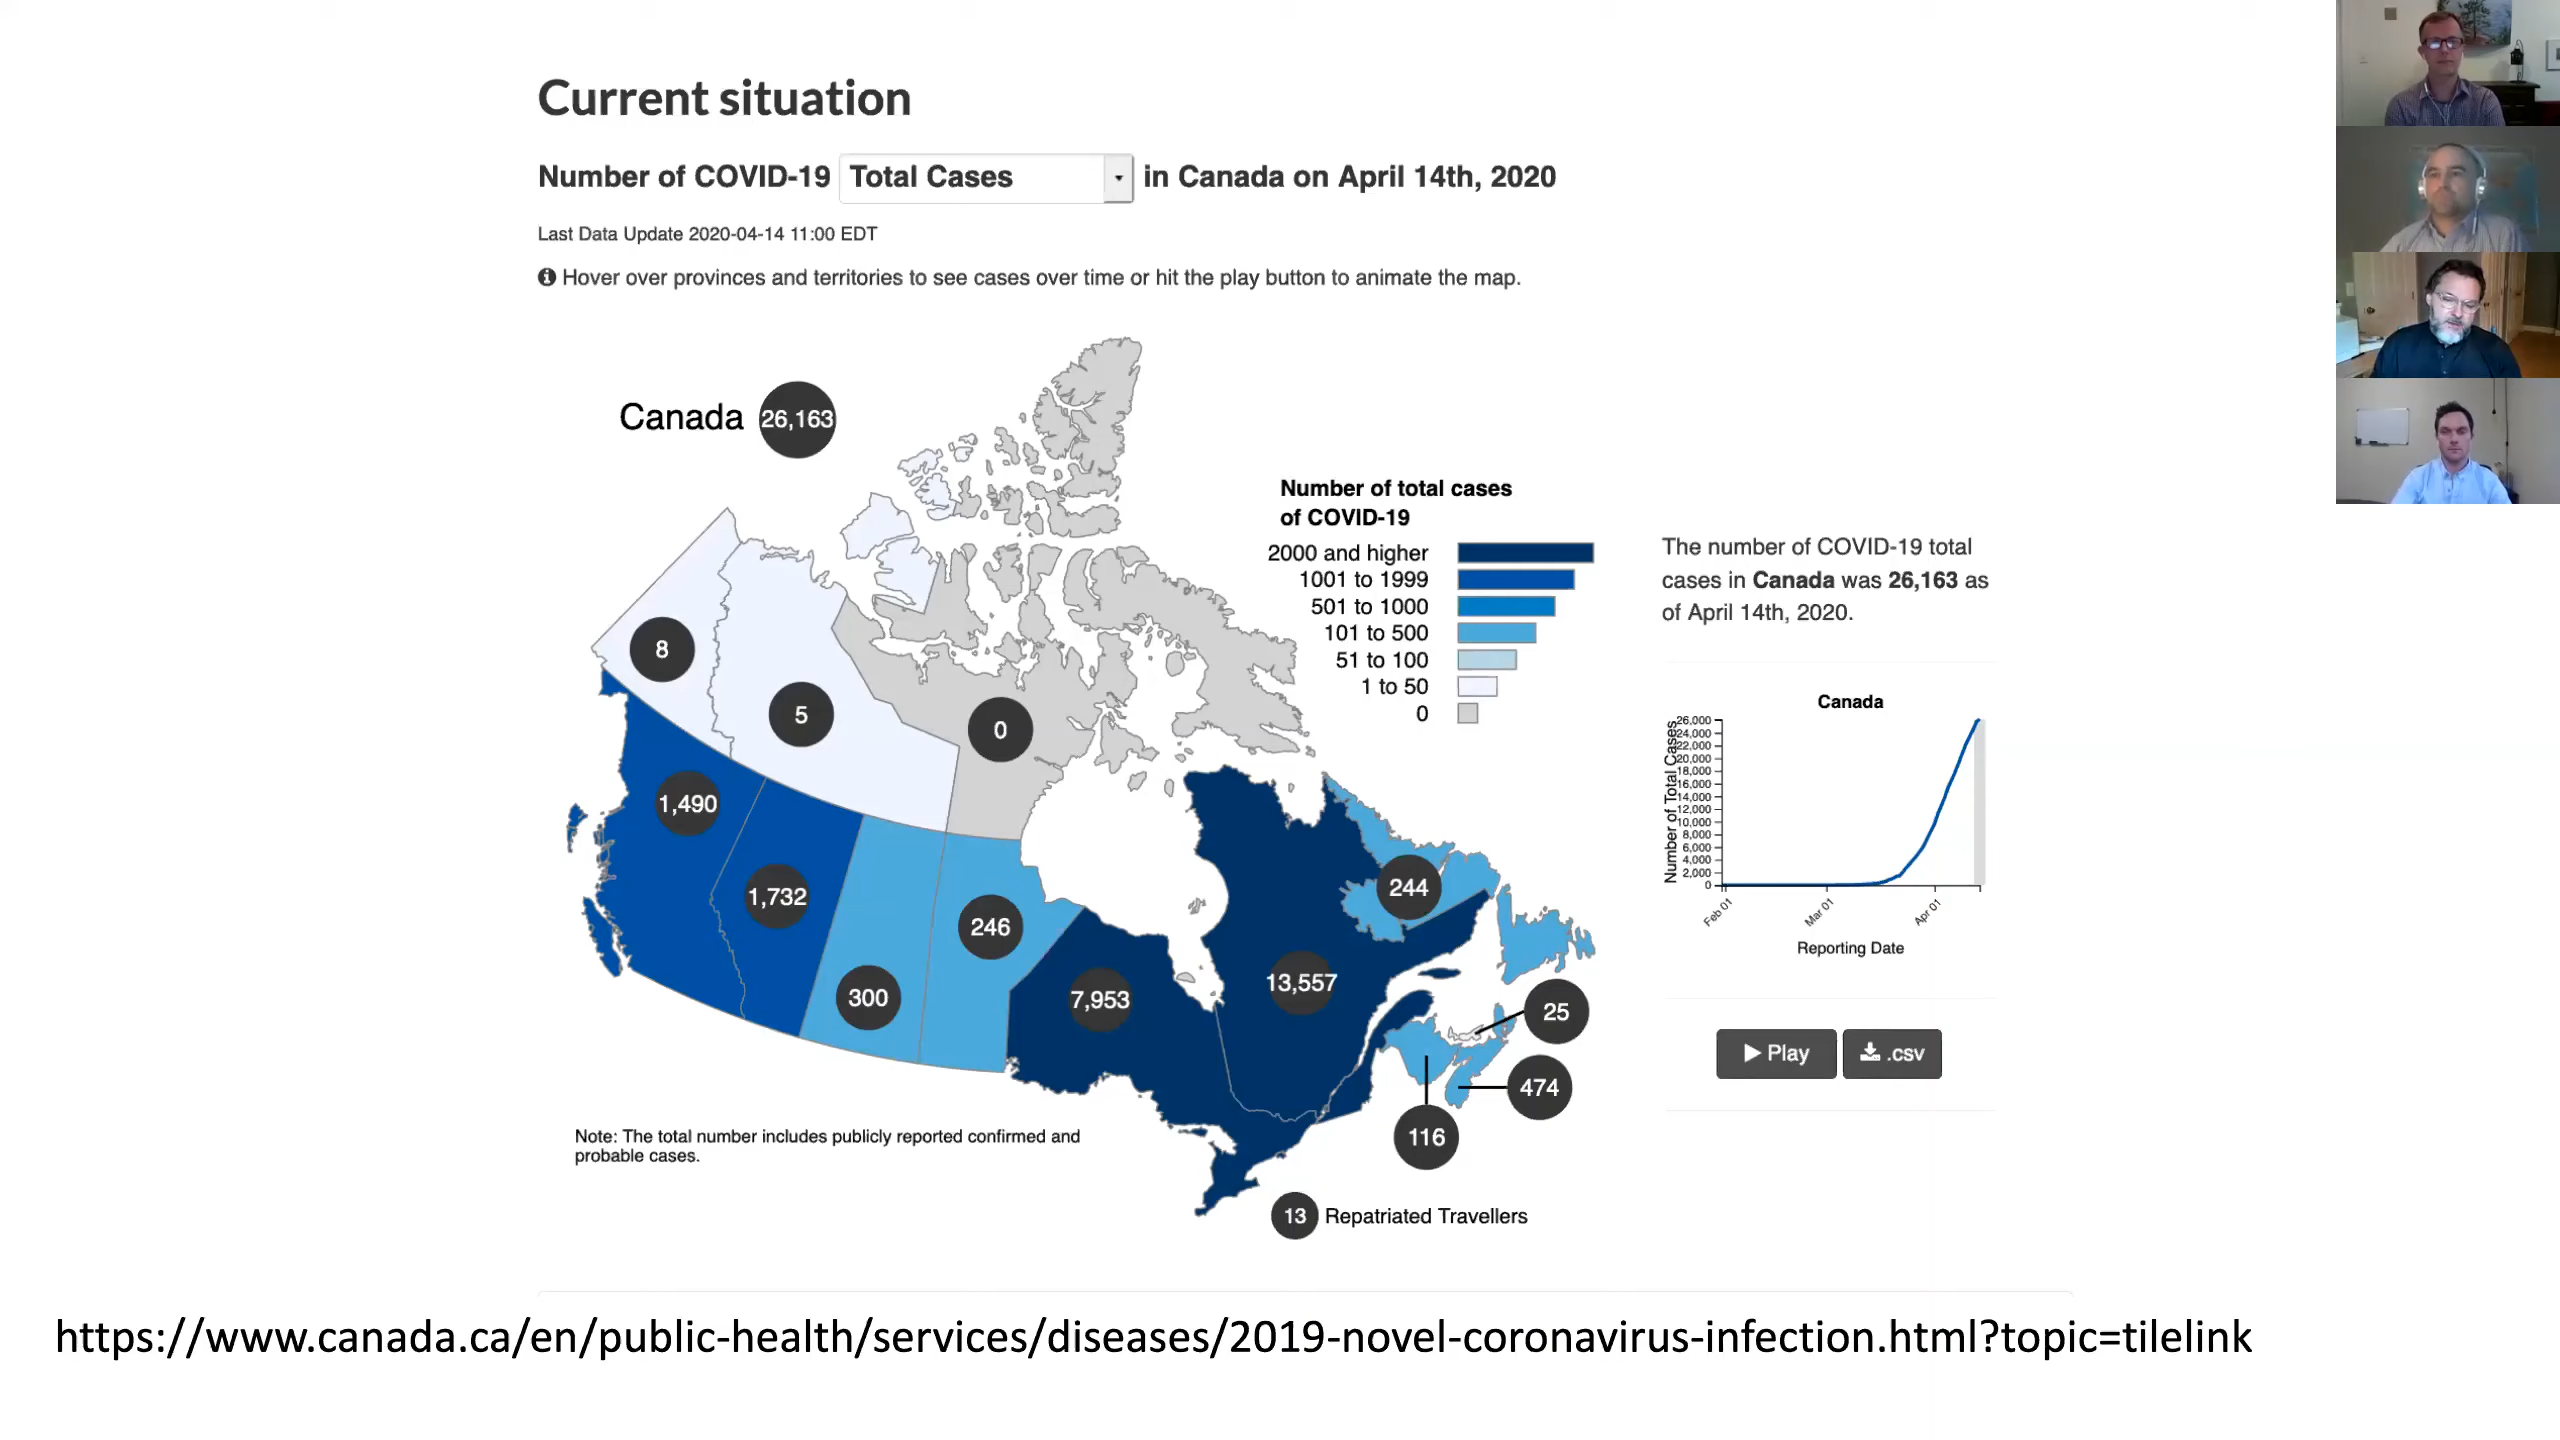 Current situation
Number of COVID-19 Total Cases in Canada on April 14th, 2020
Last Data Update 2020-04-14 11:00 EDT
Hover over provinces and territories to see cases over time or hit the play button to animate the map.
Canada 26,163
Number of total cases
of COVID-19
2000 and higher
1001 to 1999
501 to 1000
101 to 500
51 to 100
1 to 50
0
8
5
0
1,490
1,732
300
246
7,953
13,557
244
25
474
116
13 Repatriated Travellers
Note: The total number includes publicly reported confirmed and
probable cases.
The number of COVID-19 total
cases in Canada was 26,163 as
of April 14th, 2020.
Canada
Number of Total Cases
26,000
24,000
22,000
20,000
18,000
16,000
14,000
12,000
10,000
8,000
6,000
4,000
2,000
0
Feb 01
Mar 01
Apr 01
Reporting Date
Play
.csv
https://www.canada.ca/en/public-health/services/diseases/2019-novel-coronavirus-infection.html?topic=tilelink